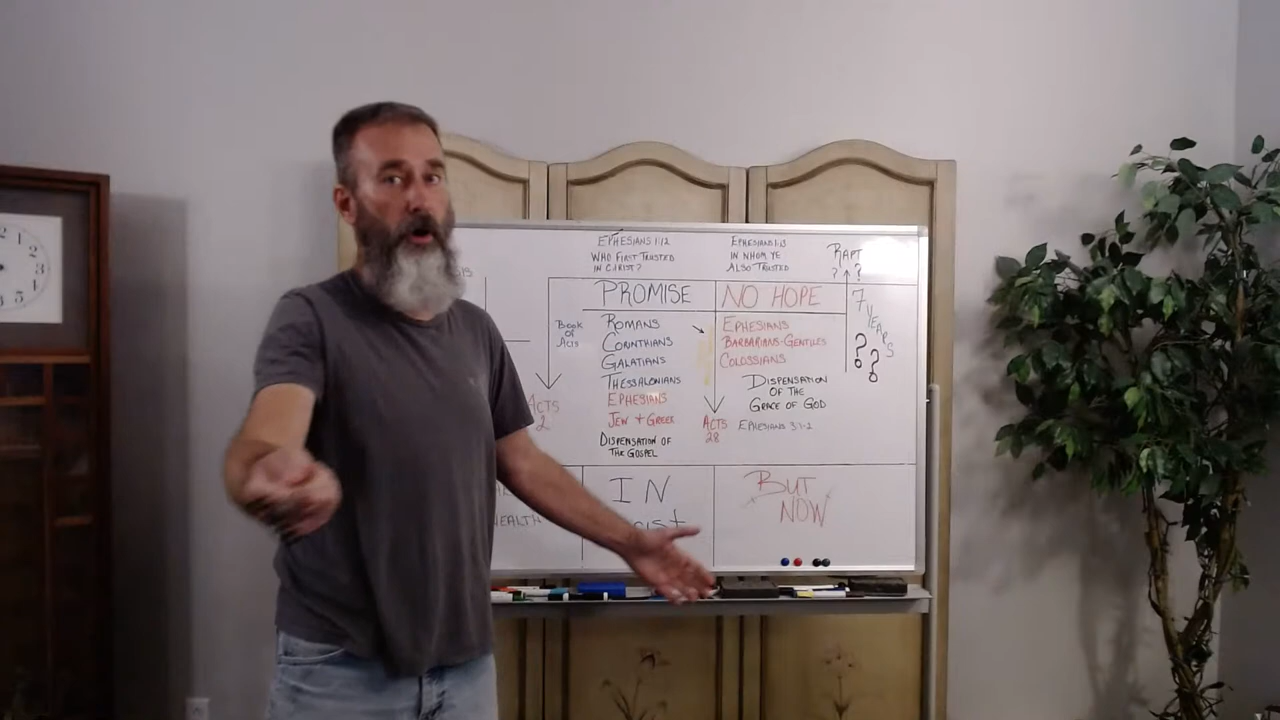 EPHESIANS 1:12
WHO FIRST TRUSTED
IN CHRIST?
EPHESIANS 1:13
IN WHOM YE
ALSO TRUSTED
RAPT
? ?
PROMISE
NO HOPE
7 YEARS
? ?
BOOK
OF
ACTS
ROMANS
CORINTHIANS
GALATIANS
THESSALONIANS
EPHESIANS
JEW + GREEK
DISPENSATION OF
THE GOSPEL
ACTS
2
EPHESIANS
BARBARIANS-GENTILES
COLOSSIANS
DISPENSATION
OF THE
GRACE OF GOD
EPHESIANS 3:1-2
ACTS
28
IN
BUT
NOW